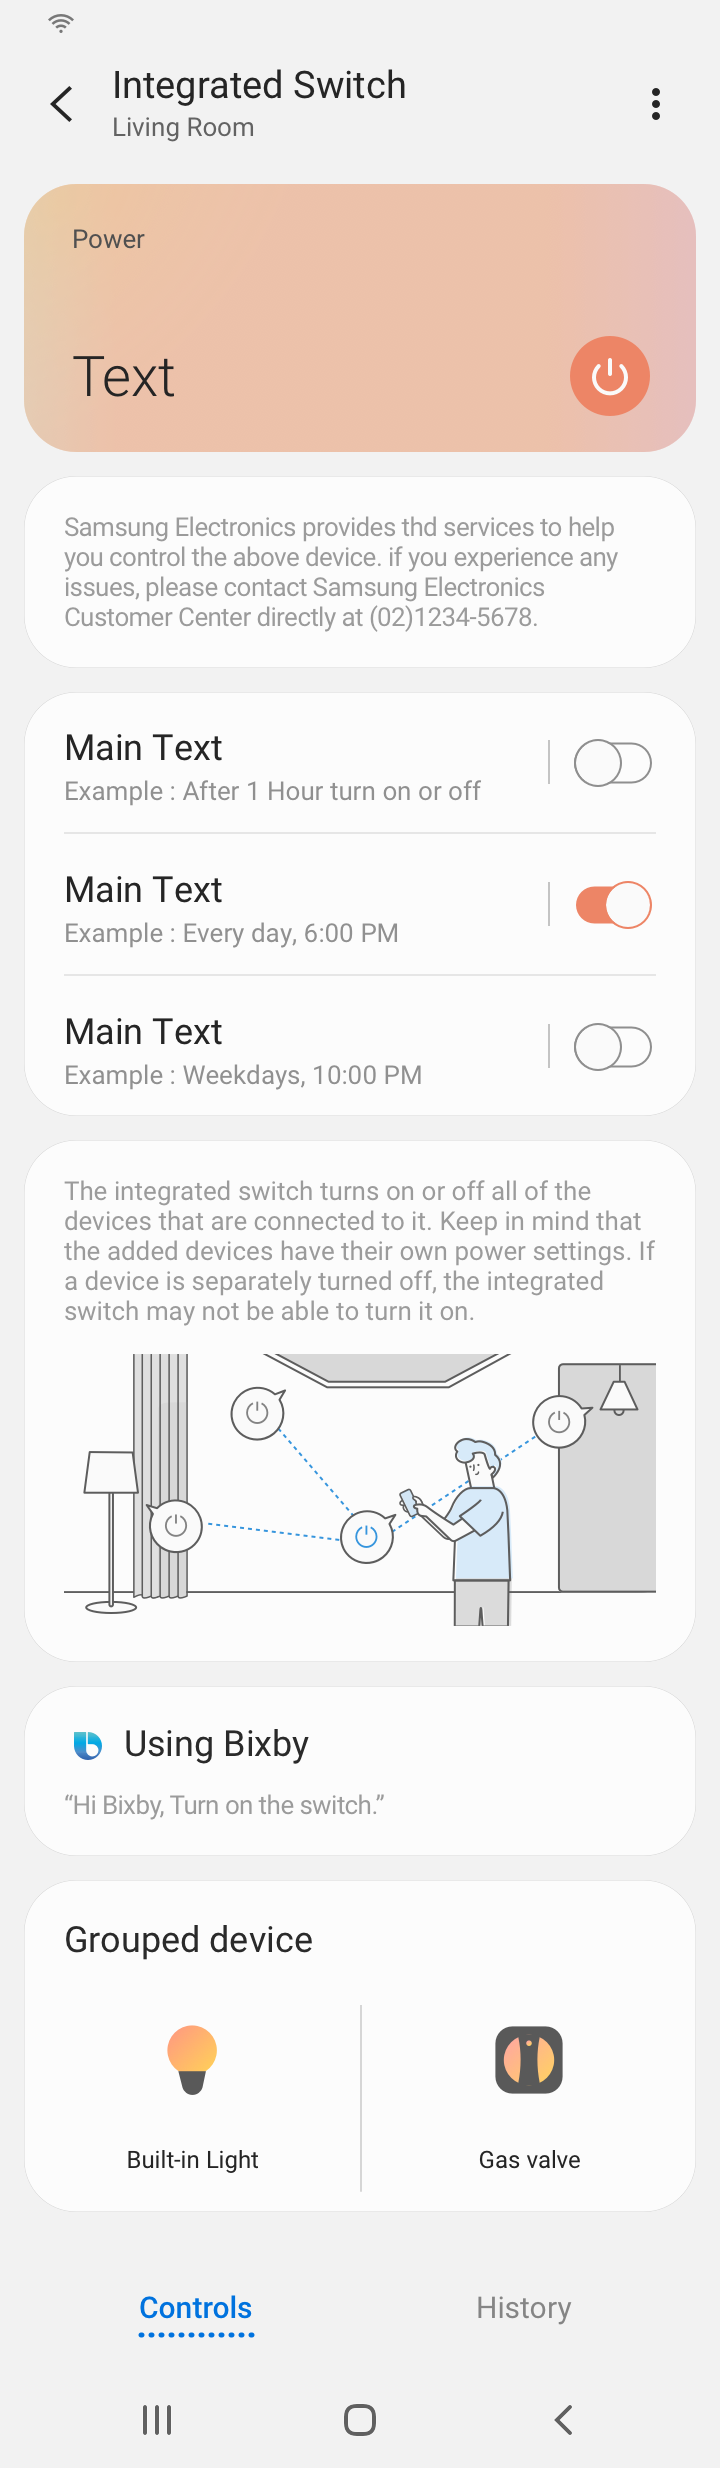 Integrated Switch
Living Room
Power
Text
Samsung Electronics provides thd services to help
you control the above device. if you experience any
issues, please contact Samsung Electronics
Customer Center directly at (02)1234-5678.
Main Text
Example : After 1 Hour turn on or off
Main Text
Example : Every day, 6:00 PM
Main Text
Example : Weekdays, 10:00 PM
The integrated switch turns on or off all of the
devices that are connected to it. Keep in mind that
the added devices have their own power settings. If
a device is separately turned off, the integrated
switch may not be able to turn it on.
Using Bixby
“Hi Bixby, Turn on the switch.”
Grouped device
Built-in Light
Gas valve
Controls
History